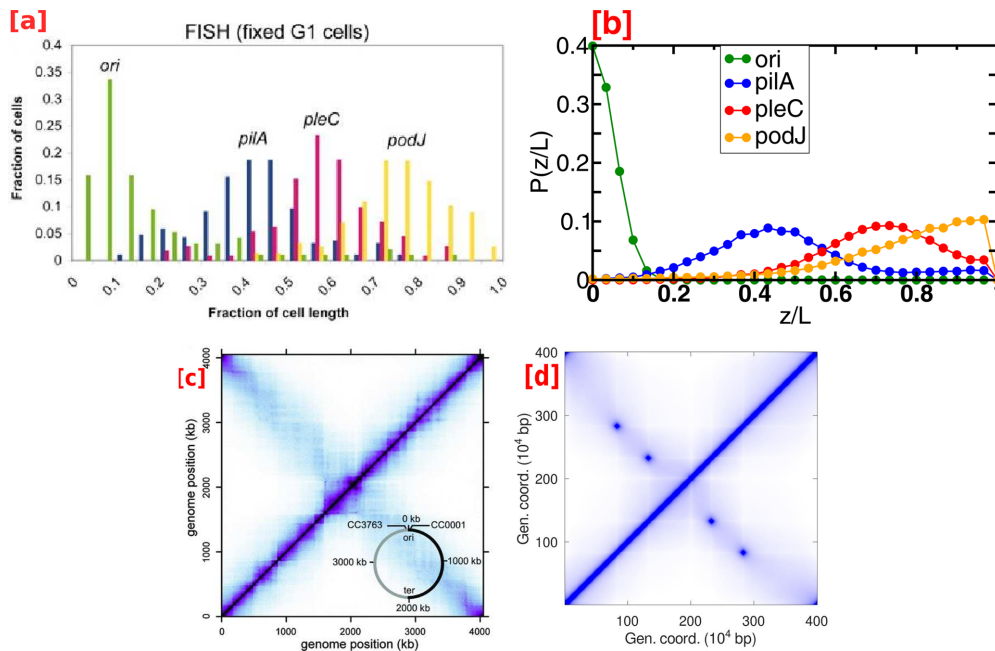 [a]
FISH (fixed G1 cells)
Fraction of cells
0.4
0.35
0.3
0.25
0.2
0.15
0.1
0.05
0
ori
pilA
pleC
podJ
0 0.1 0.2 0.3 0.4 0.5 0.6 0.7 0.8 0.9 1.0
Fraction of cell length
[b]
P(z/L)
0.4
0.3
0.2
0.1
0
ori
pilA
pleC
podJ
0 0.2 0.4 0.6 0.8
z/L
[c]
genome position (kb)
4000
3000
2000
1000
0
0 kb
CC3763 CC0001
ori
3000 kb 1000 kb
ter
2000 kb
0 1000 2000 3000 4000
genome position (kb)
[d]
Gen. coord. (10⁴ bp)
400
300
200
100
100 200 300 400
Gen. coord. (10⁴ bp)